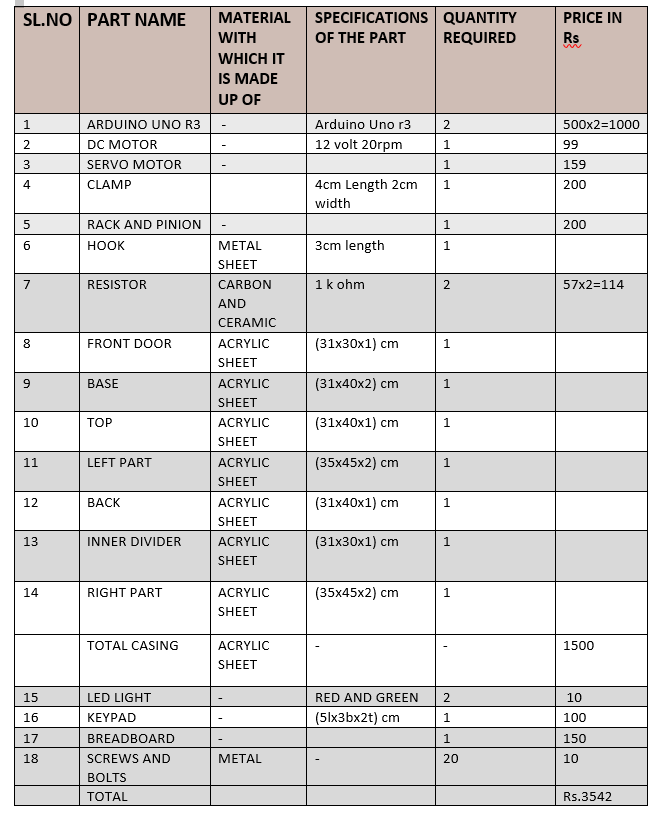 SL.NO PART NAME MATERIAL SPECIFICATIONS QUANTITY PRICE IN
WITH OF THE PART REQUIRED Rs
WHICH IT
IS MADE
UP OF
1 ARDUINO UNO R3 - Arduino Uno r3 2 500x2=1000
2 DC MOTOR - 12 volt 20rpm 1 99
3 SERVO MOTOR - 1 159
4 CLAMP 4cm Length 2cm 1 200
width
5 RACK AND PINION - 1 200
6 HOOK METAL 3cm length 1
SHEET
7 RESISTOR CARBON 1 k ohm 2 57x2=114
AND
CERAMIC
8 FRONT DOOR ACRYLIC (31x30x1) cm 1
SHEET
9 BASE ACRYLIC (31x40x2) cm 1
SHEET
10 TOP ACRYLIC (31x40x1) cm 1
SHEET
11 LEFT PART ACRYLIC (35x45x2) cm 1
SHEET
12 BACK ACRYLIC (31x40x1) cm 1
SHEET
13 INNER DIVIDER ACRYLIC (31x30x1) cm 1
SHEET
14 RIGHT PART ACRYLIC (35x45x2) cm 1
SHEET
TOTAL CASING ACRYLIC - - 1500
SHEET
15 LED LIGHT - RED AND GREEN 2 10
16 KEYPAD - (5lx3bx2t) cm 1 100
17 BREADBOARD - 1 150
18 SCREWS AND METAL - 20 10
BOLTS
TOTAL Rs.3542